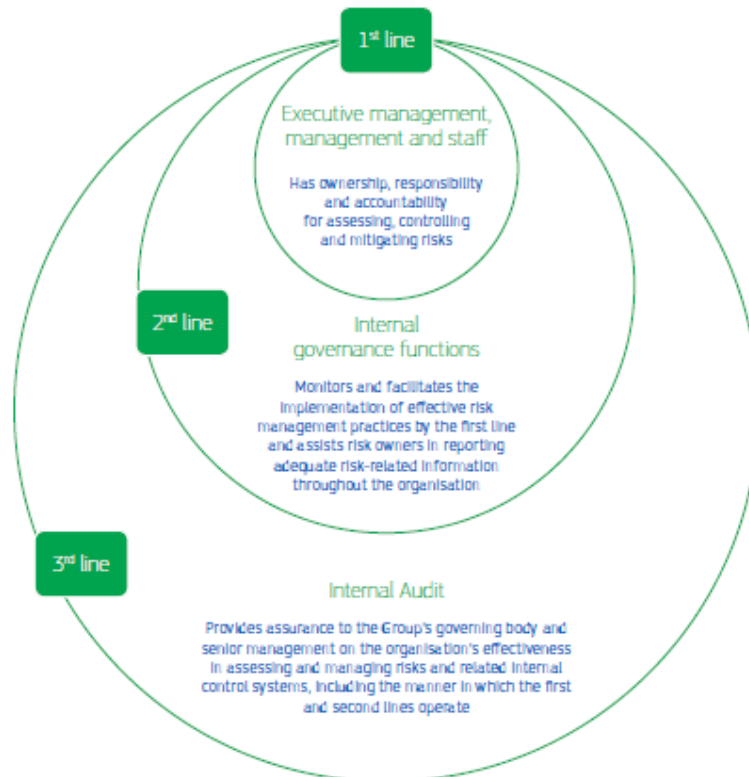 1st line
Executive management,
management and staff
Has ownership, responsibility
and accountability
for assessing, controlling
and mitigating risks
2nd line
Internal
governance functions
Monitors and facilitates the
implementation of effective risk
management practices by the first line
and assists risk owners in reporting
adequate risk-related information
throughout the organisation
3nd line
Internal Audit
Provides assurance to the Group's governing body and
senior management on the organisation's effectiveness
in assessing and managing risks and related internal
control systems, including the manner in which the first
and second lines operate